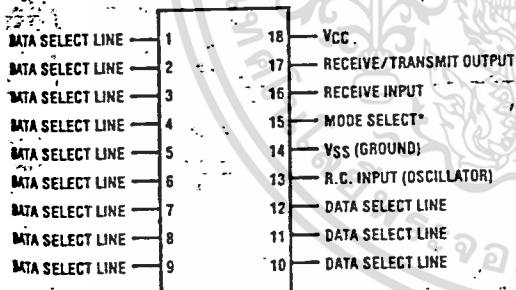 DATA SELECT LINE 1 18 VCC
DATA SELECT LINE 2 17 RECEIVE/TRANSMIT OUTPUT
DATA SELECT LINE 3 16 RECEIVE INPUT
DATA SELECT LINE 4 15 MODE SELECT*
DATA SELECT LINE 5 14 VSS (GROUND)
DATA SELECT LINE 6 13 R.C. INPUT (OSCILLATOR)
DATA SELECT LINE 7 12 DATA SELECT LINE
DATA SELECT LINE 8 11 DATA SELECT LINE
DATA SELECT LINE 9 10 DATA SELECT LINE